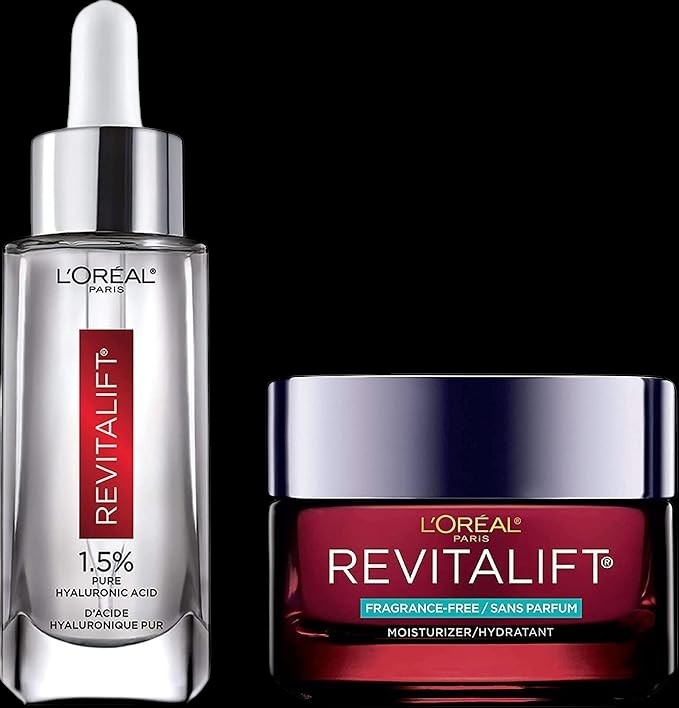 L'ORÉAL®
PARIS
REVITALIFT®
1.5%
PURE
HYALURONIC ACID
D'ACIDE
HYALURONIQUE PUR
L'ORÉAL®
PARIS
REVITALIFT®
FRAGRANCE-FREE / SANS PARFUM
MOISTURIZER/HYDRATANT